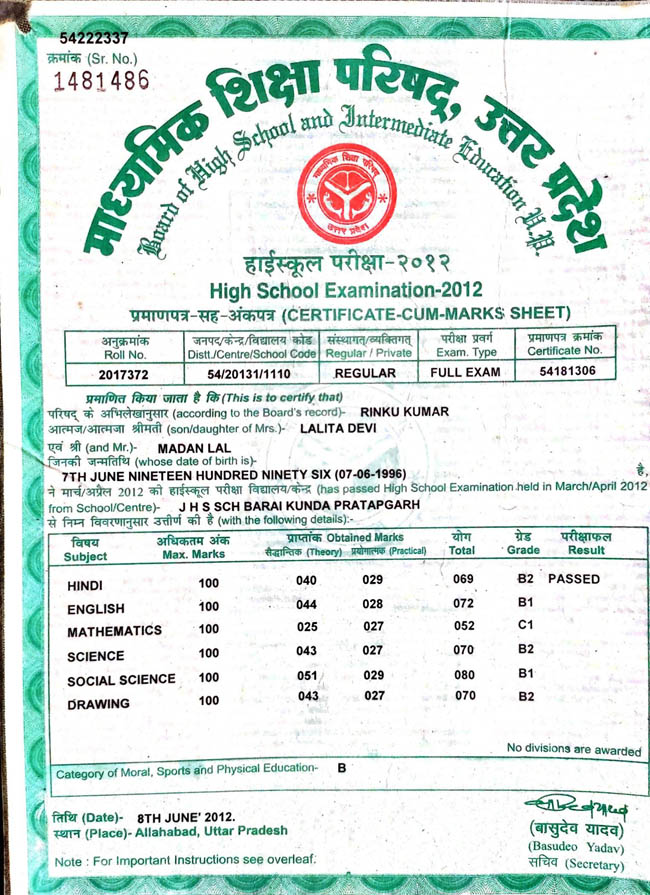 54222337
क्रमांक (Sr. No.)
1481486
माध्यमिक शिक्षा परिषद्, उत्तर प्रदेश
Board of High School and Intermediate Education U.P.
माध्यमिक शिक्षा परिषद
उत्तर प्रदेश
हाईस्कूल परीक्षा-२०१२
High School Examination-2012
प्रमाणपत्र-सह-अंकपत्र (CERTIFICATE-CUM-MARKS SHEET)
अनुक्रमांक जनपद/केन्द्र/विद्यालय कोड संस्थागत/व्यक्तिगत् परीक्षा प्रवर्ग प्रमाणपत्र क्रमांक
Roll No. Distt./Centre/School Code Regular / Private Exam. Type Certificate No.
2017372 54/20131/1110 REGULAR FULL EXAM 54181306
प्रमाणित किया जाता है कि (This is to certify that)
परिषद् के अभिलेखानुसार (according to the Board's record)- RINKU KUMAR
आत्मज/आत्मजा श्रीमती (son/daughter of Mrs.)- LALITA DEVI
एवं श्री (and Mr.)- MADAN LAL
जिनकी जन्मतिथि (whose date of birth is)-
7TH JUNE NINETEEN HUNDRED NINETY SIX (07-06-1996) है,
ने मार्च/अप्रैल 2012 की हाईस्कूल परीक्षा विद्यालय/केन्द्र (has passed High School Examination held in March/April 2012
from School/Centre)- J H S SCH BARAI KUNDA PRATAPGARH
से निम्न विवरणानुसार उत्तीर्ण की है (with the following details):-
विषय अधिकतम अंक प्राप्तांक Obtained Marks योग ग्रेड परीक्षाफल
Subject Max. Marks सैद्धान्तिक (Theory) प्रयोगात्मक (Practical) Total Grade Result
HINDI 100 040 029 069 B2 PASSED
ENGLISH 100 044 028 072 B1
MATHEMATICS 100 025 027 052 C1
SCIENCE 100 043 027 070 B2
SOCIAL SCIENCE 100 051 029 080 B1
DRAWING 100 043 027 070 B2
No divisions are awarded
Category of Moral, Sports and Physical Education- B
तिथि (Date)- 8TH JUNE' 2012.
स्थान (Place)- Allahabad, Uttar Pradesh
(बासुदेव यादव)
(Basudeo Yadav)
सचिव (Secretary)
Note : For Important Instructions see overleaf.